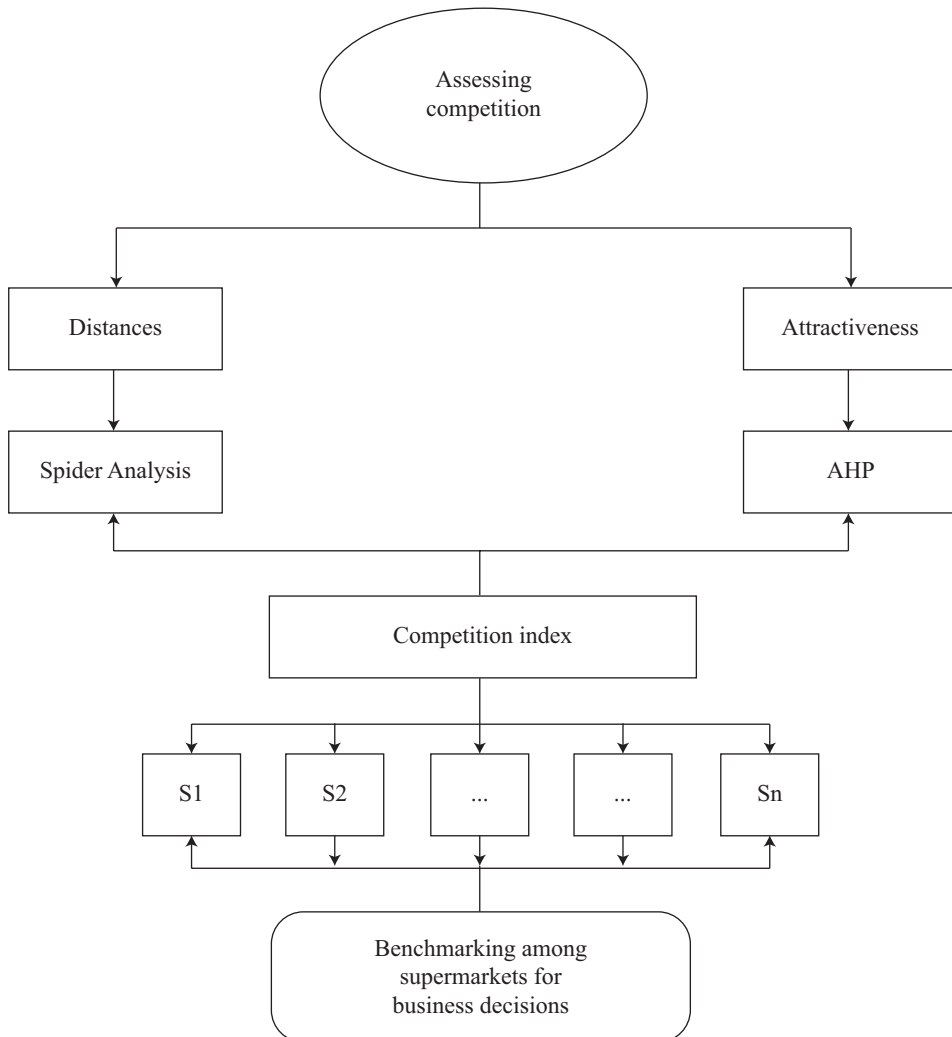 Assessing
competition
Distances
Attractiveness
Spider Analysis
AHP
Competition index
S1
S2
...
...
Sn
Benchmarking among
supermarkets for
business decisions